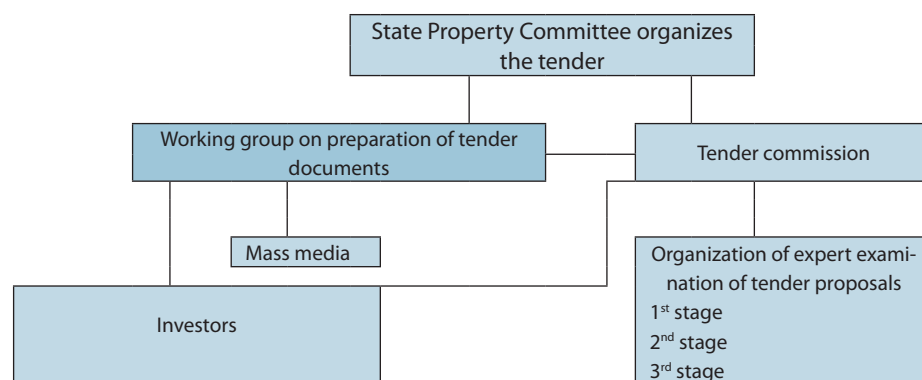 State Property Committee organizes
the tender
Working group on preparation of tender
documents
Tender commission
Mass media
Organization of expert exami-
nation of tender proposals
1st stage
2nd stage
3rd stage
Investors